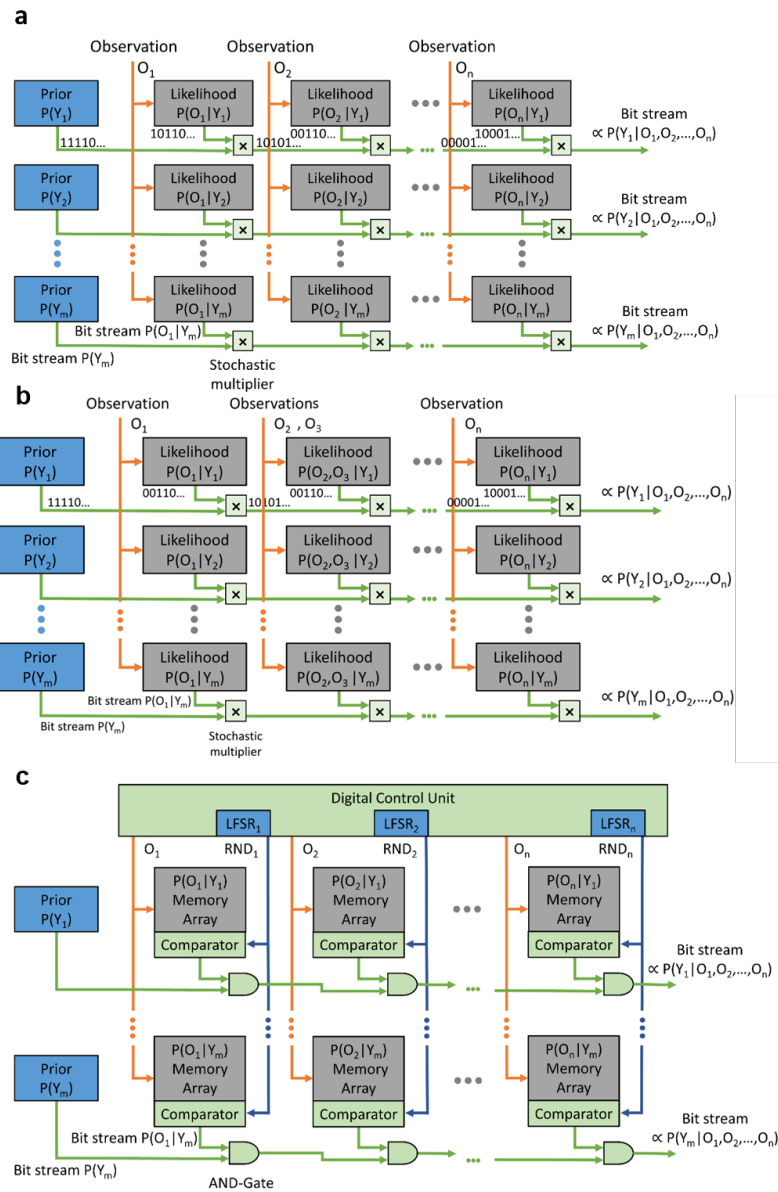 a
Observation Observation Observation
O₁ O₂ Oₙ
Prior
P(Y₁)
Likelihood
P(O₁|Y₁)
Likelihood
P(O₂|Y₁)
Likelihood
P(Oₙ|Y₁)
Bit stream
∝ P(Y₁|O₁,O₂,...,Oₙ)
11110... 10110... × 10101... 00110... × ... 00001... 10001... ×
Prior
P(Y₂)
Likelihood
P(O₁|Y₂)
Likelihood
P(O₂|Y₂)
Likelihood
P(Oₙ|Y₂)
Bit stream
∝ P(Y₂|O₁,O₂,...,Oₙ)
× × ×
Prior
P(Yₘ)
Likelihood
P(O₁|Yₘ)
Likelihood
P(O₂|Yₘ)
Likelihood
P(Oₙ|Yₘ)
Bit stream
∝ P(Yₘ|O₁,O₂,...,Oₙ)
Bit stream P(O₁|Yₘ)
× × ×
Bit stream P(Yₘ)
Stochastic
multiplier
b
Observation Observations Observation
O₁ O₂ , O₃ Oₙ
Prior
P(Y₁)
Likelihood
P(O₁|Y₁)
Likelihood
P(O₂,O₃|Y₁)
Likelihood
P(Oₙ|Y₁)
∝ P(Y₁|O₁,O₂,...,Oₙ)
11110... 00110... × 10101... 00110... × ... 00001... 10001... ×
Prior
P(Y₂)
Likelihood
P(O₁|Y₂)
Likelihood
P(O₂,O₃|Y₂)
Likelihood
P(Oₙ|Y₂)
∝ P(Y₂|O₁,O₂,...,Oₙ)
× × ×
Prior
P(Yₘ)
Likelihood
P(O₁|Yₘ)
Likelihood
P(O₂,O₃|Yₘ)
Likelihood
P(Oₙ|Yₘ)
∝ P(Yₘ|O₁,O₂,...,Oₙ)
Bit stream P(O₁|Yₘ)
× × ×
Bit stream P(Yₘ)
Stochastic
multiplier
c
Digital Control Unit
LFSR₁ LFSR₂ LFSRₙ
O₁ RND₁ O₂ RND₂ Oₙ RNDₙ
Prior
P(Y₁)
P(O₁|Y₁)
Memory
Array
Comparator
P(O₂|Y₁)
Memory
Array
Comparator
P(Oₙ|Y₁)
Memory
Array
Comparator
Bit stream
∝ P(Y₁|O₁,O₂,...,Oₙ)
Prior
P(Yₘ)
P(O₁|Yₘ)
Memory
Array
Comparator
P(O₂|Yₘ)
Memory
Array
Comparator
P(Oₙ|Yₘ)
Memory
Array
Comparator
Bit stream
∝ P(Yₘ|O₁,O₂,...,Oₙ)
Bit stream P(O₁|Yₘ)
Bit stream P(Yₘ)
AND-Gate